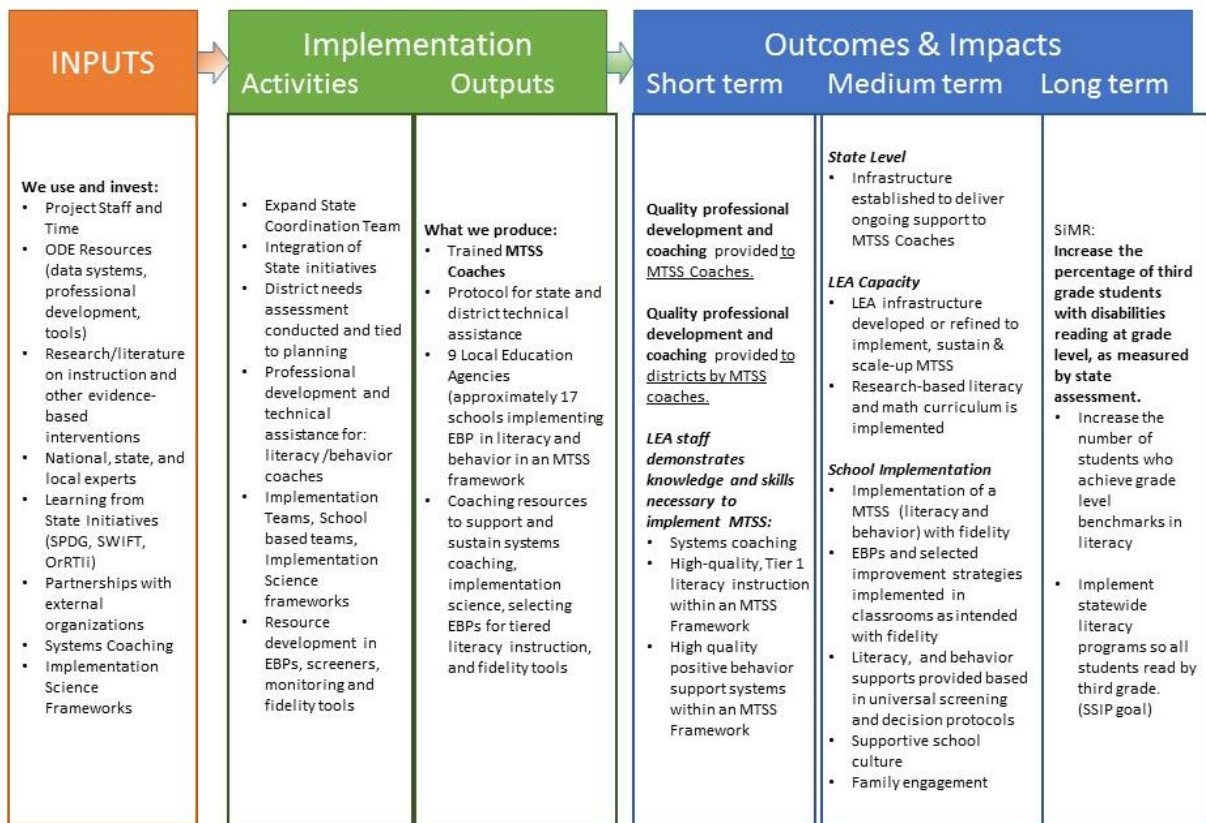 INPUTS
Implementation
Activities
Outputs
Outcomes & Impacts
Short term
Medium term
Long term
We use and invest:
• Project Staff and
Time
• ODE Resources
(data systems,
professional
development,
tools)
• Research/literature
on instruction and
other evidence-
based
interventions
• National, state, and
local experts
• Learning from
State Initiatives
(SPDG, SWIFT,
OrRTIi)
• Partnerships with
external
organizations
• Systems Coaching
• Implementation
Science
Frameworks
• Expand State
Coordination Team
• Integration of
State initiatives
• District needs
assessment
conducted and tied
to planning
• Professional
development and
technical
assistance for:
literacy/behavior
coaches
• Implementation
Teams, School
based teams,
Implementation
Science
frameworks
• Resource
development in
EBPs, screeners,
monitoring and
fidelity tools
What we produce:
• Trained MTSS
Coaches
• Protocol for state and
district technical
assistance
• 9 Local Education
Agencies
(approximately 17
schools implementing
EBP in literacy and
behavior in an MTSS
framework
• Coaching resources
to support and
sustain systems
coaching,
implementation
science, selecting
EBPs for tiered
literacy instruction,
and fidelity tools
Quality professional
development and
coaching provided to
MTSS Coaches.
Quality professional
development and
coaching provided to
districts by MTSS
coaches.
LEA staff
demonstrates
knowledge and skills
necessary to
implement MTSS:
• Systems coaching
• High-quality, Tier 1
literacy instruction
within an MTSS
Framework
• High quality
positive behavior
support systems
within an MTSS
Framework
State Level
• Infrastructure
established to deliver
ongoing support to
MTSS Coaches
LEA Capacity
• LEA infrastructure
developed or refined to
implement, sustain &
scale-up MTSS
• Research-based literacy
and math curriculum is
implemented
School Implementation
• Implementation of a
MTSS (literacy and
behavior) with fidelity
• EBPs and selected
improvement strategies
implemented in
classrooms as intended
with fidelity
• Literacy, and behavior
supports provided based
in universal screening
and decision protocols
• Supportive school
culture
• Family engagement
SiMR:
Increase the
percentage of third
grade students
with disabilities
reading at grade
level, as measured
by state
assessment.
• Increase the
number of
students who
achieve grade
level
benchmarks in
literacy
• Implement
statewide
literacy
programs so all
students read by
third grade.
(SSIP goal)